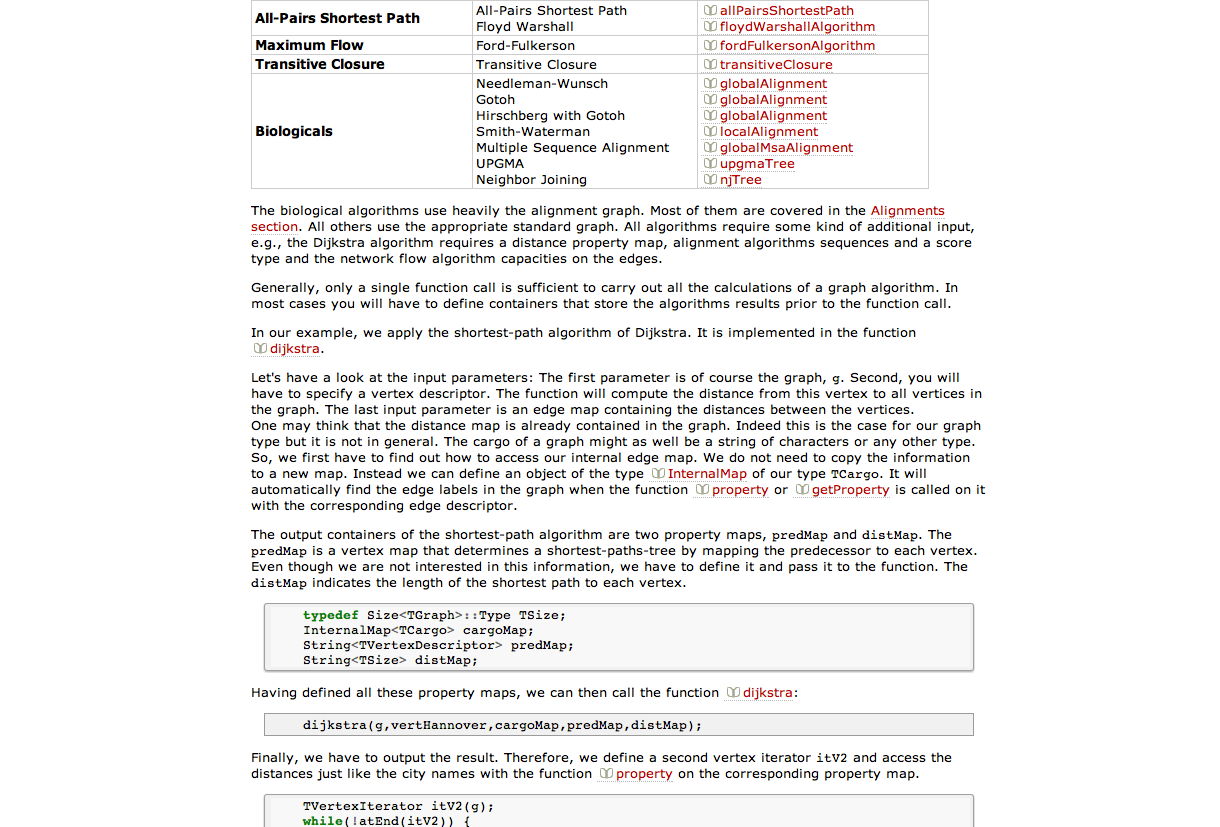 All-Pairs Shortest Path
All-Pairs Shortest Path allPairsShortestPath
Floyd Warshall floydWarshallAlgorithm
Maximum Flow Ford-Fulkerson fordFulkersonAlgorithm
Transitive Closure Transitive Closure transitiveClosure
Biologicals
Needleman-Wunsch globalAlignment
Gotoh globalAlignment
Hirschberg with Gotoh globalAlignment
Smith-Waterman localAlignment
Multiple Sequence Alignment globalMsaAlignment
UPGMA upgmaTree
Neighbor Joining njTree
The biological algorithms use heavily the alignment graph. Most of them are covered in the Alignments
section. All others use the appropriate standard graph. All algorithms require some kind of additional input,
e.g., the Dijkstra algorithm requires a distance property map, alignment algorithms sequences and a score
type and the network flow algorithm capacities on the edges.
Generally, only a single function call is sufficient to carry out all the calculations of a graph algorithm. In
most cases you will have to define containers that store the algorithms results prior to the function call.
In our example, we apply the shortest-path algorithm of Dijkstra. It is implemented in the function
dijkstra.
Let's have a look at the input parameters: The first parameter is of course the graph, g. Second, you will
have to specify a vertex descriptor. The function will compute the distance from this vertex to all vertices in
the graph. The last input parameter is an edge map containing the distances between the vertices.
One may think that the distance map is already contained in the graph. Indeed this is the case for our graph
type but it is not in general. The cargo of a graph might as well be a string of characters or any other type.
So, we first have to find out how to access our internal edge map. We do not need to copy the information
to a new map. Instead we can define an object of the type InternalMap of our type TCargo. It will
automatically find the edge labels in the graph when the function property or getProperty is called on it
with the corresponding edge descriptor.
The output containers of the shortest-path algorithm are two property maps, predMap and distMap. The
predMap is a vertex map that determines a shortest-paths-tree by mapping the predecessor to each vertex.
Even though we are not interested in this information, we have to define it and pass it to the function. The
distMap indicates the length of the shortest path to each vertex.
typedef Size<TGraph>::Type TSize;
InternalMap<TCargo> cargoMap;
String<TVertexDescriptor> predMap;
String<TSize> distMap;
Having defined all these property maps, we can then call the function dijkstra:
dijkstra(g,vertHannover,cargoMap,predMap,distMap);
Finally, we have to output the result. Therefore, we define a second vertex iterator itV2 and access the
distances just like the city names with the function property on the corresponding property map.
TVertexIterator itV2(g);
while(!atEnd(itV2)) {